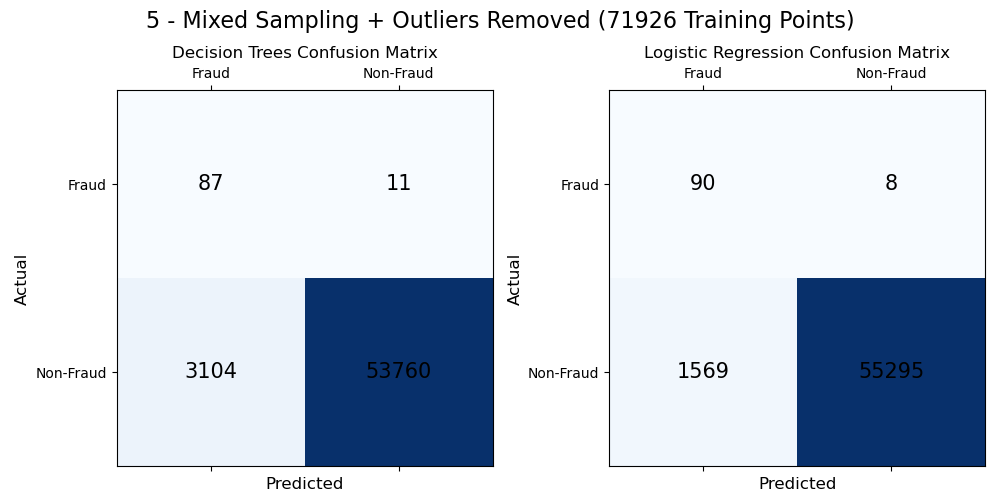 5 - Mixed Sampling + Outliers Removed (71926 Training Points)
Decision Trees Confusion Matrix
Fraud Non-Fraud
Fraud 87 11
Actual
Non-Fraud 3104 53760
Predicted
Logistic Regression Confusion Matrix
Fraud Non-Fraud
Fraud 90 8
Actual
Non-Fraud 1569 55295
Predicted